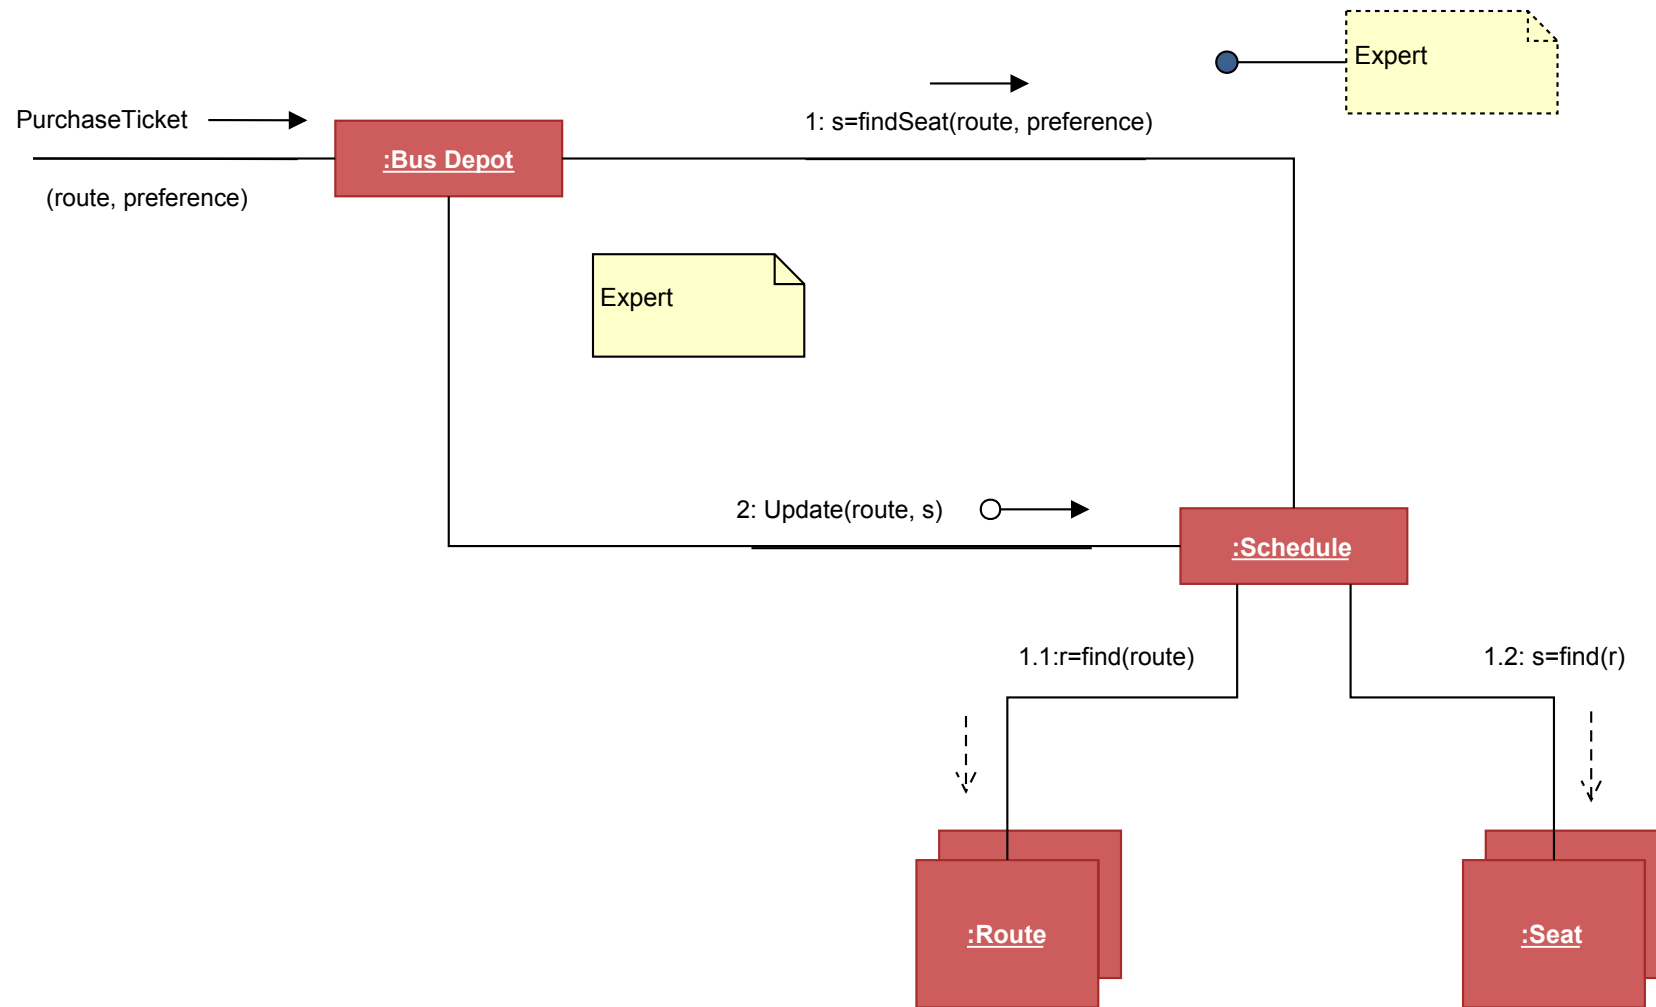 Expert
PurchaseTicket
1: s=findSeat(route, preference)
:Bus Depot
(route, preference)
Expert
2: Update(route, s)
:Schedule
1.1:r=find(route)
1.2: s=find(r)
:Route
:Seat